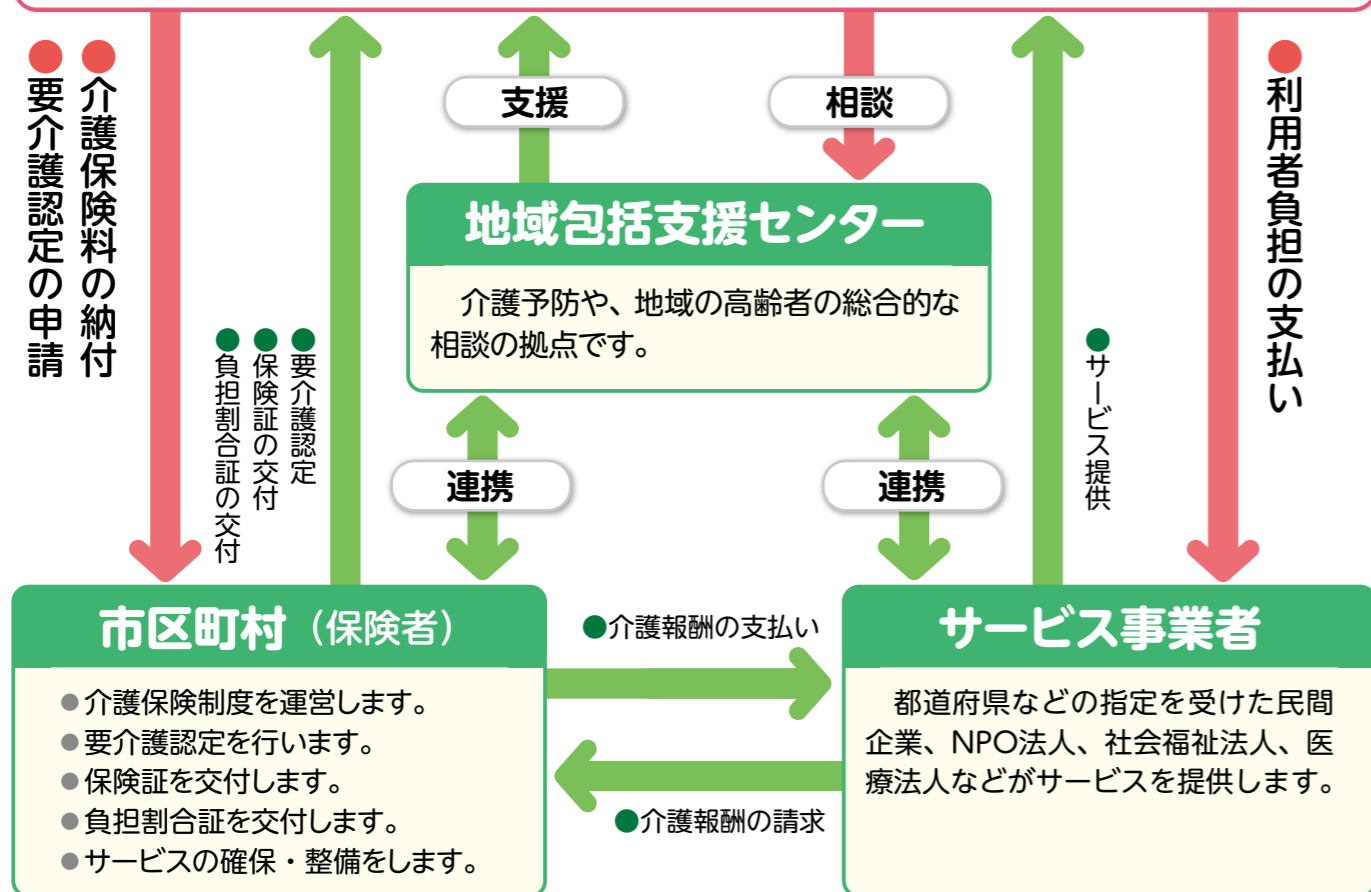 ●介護保険料の納付
●要介護認定の申請
支援
相談
●利用者負担の支払い
地域包括支援センター
介護予防や、地域の高齢者の総合的な
相談の拠点です。
●要介護認定
●保険証の交付
●負担割合証の交付
●サービス提供
連携
連携
市区町村（保険者）
●介護保険制度を運営します。
●要介護認定を行います。
●保険証を交付します。
●負担割合証を交付します。
●サービスの確保・整備をします。
●介護報酬の支払い
●介護報酬の請求
サービス事業者
都道府県などの指定を受けた民間
企業、NPO法人、社会福祉法人、医
療法人などがサービスを提供します。